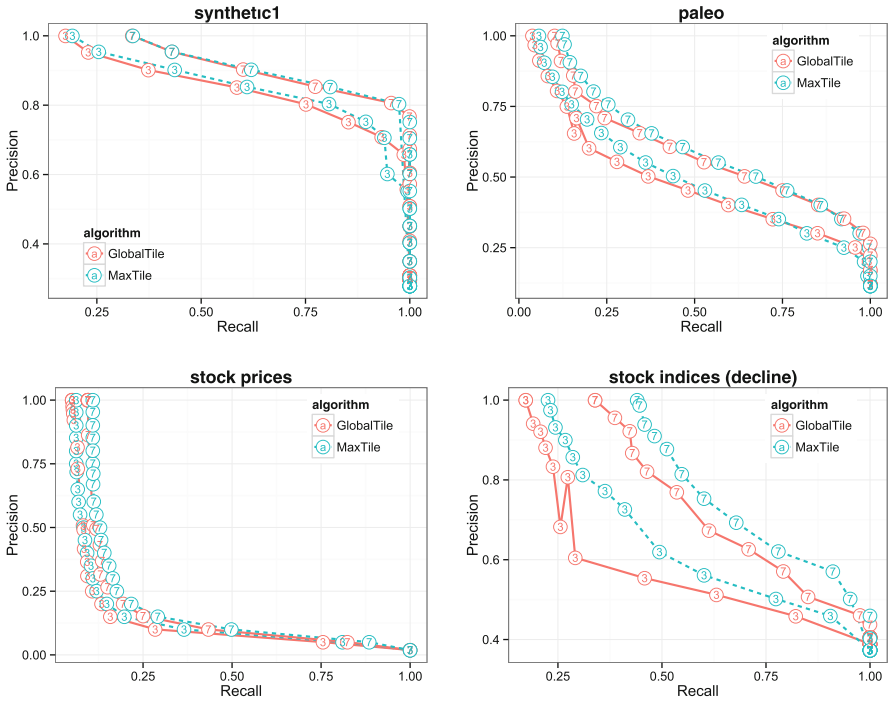 synthetic1
Precision
1.0
0.8
0.6
0.4
algorithm
a GlobalTile
a MaxTile
0.25 0.50 0.75 1.00
Recall
paleo
Precision
1.00
0.75
0.50
0.25
algorithm
a GlobalTile
a MaxTile
0.00 0.25 0.50 0.75 1.00
Recall
stock prices
Precision
1.00
0.75
0.50
0.25
0.00
algorithm
a GlobalTile
a MaxTile
0.25 0.50 0.75 1.00
Recall
stock indices (decline)
Precision
1.0
0.8
0.6
0.4
algorithm
a GlobalTile
a MaxTile
0.25 0.50 0.75 1.00
Recall